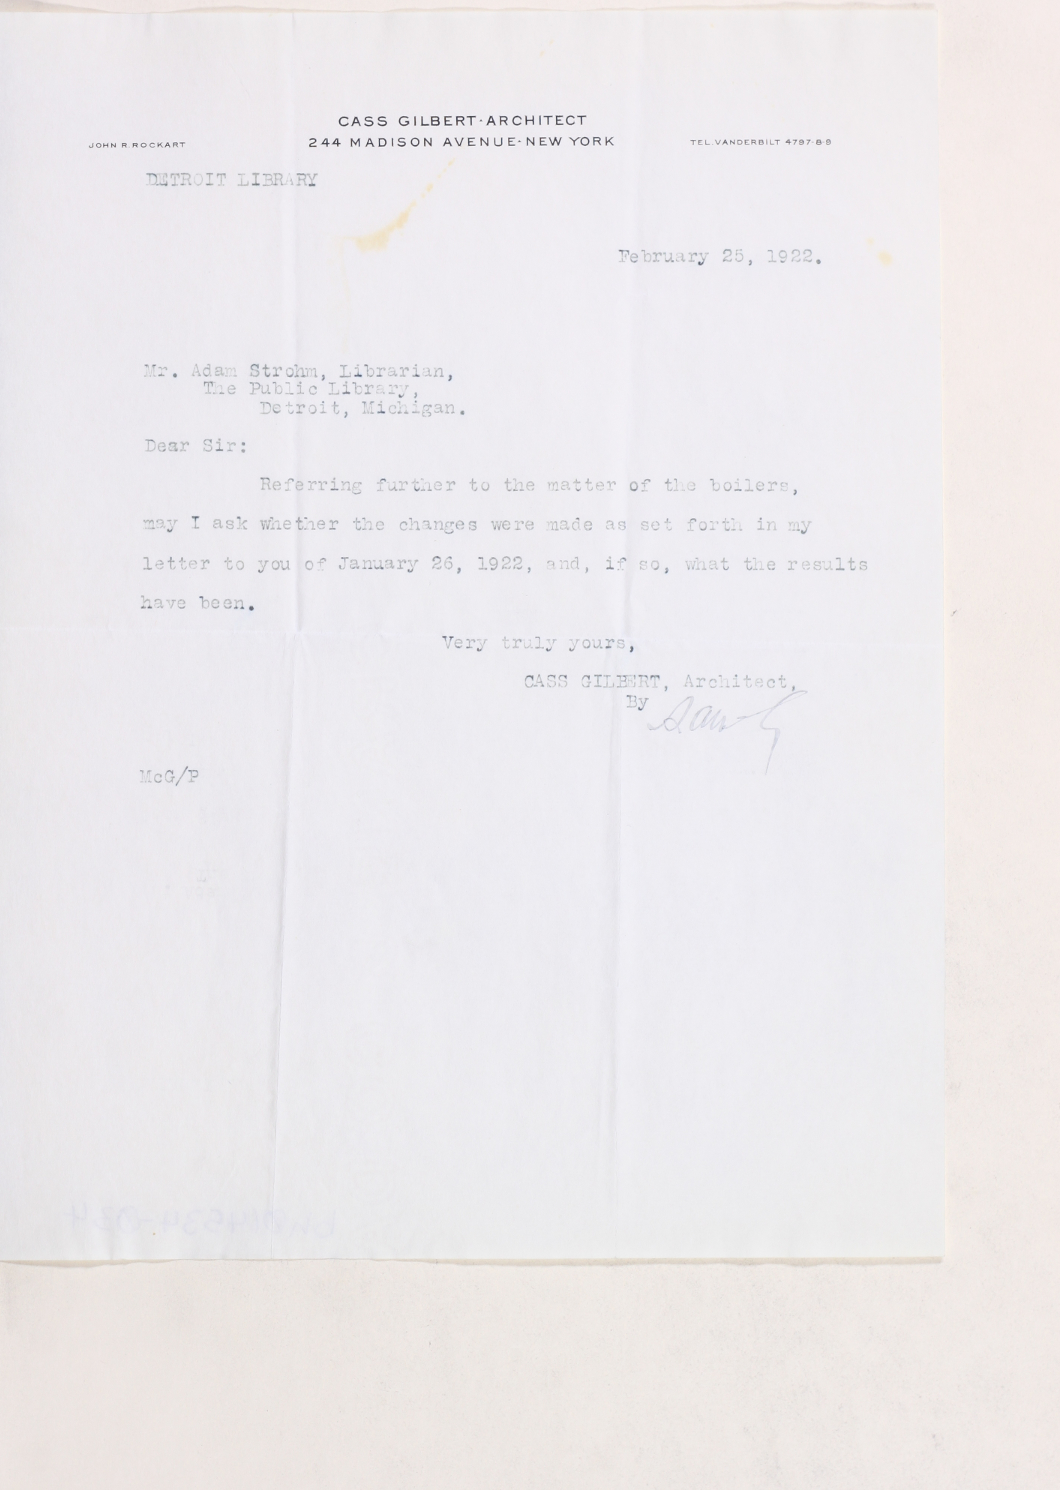 CASS GILBERT·ARCHITECT
244 MADISON AVENUE·NEW YORK
JOHN R. ROCKART
TEL. VANDERBILT 4797-8-9
DETROIT LIBRARY
February 25, 1922.
Mr. Adam Strohm, Librarian,
The Public Library,
Detroit, Michigan.
Dear Sir:
Referring further to the matter of the boilers,
may I ask whether the changes were made as set forth in my
letter to you of January 26, 1922, and, if so, what the results
have been.
Very truly yours,
CASS GILBERT, Architect,
By
McG/P